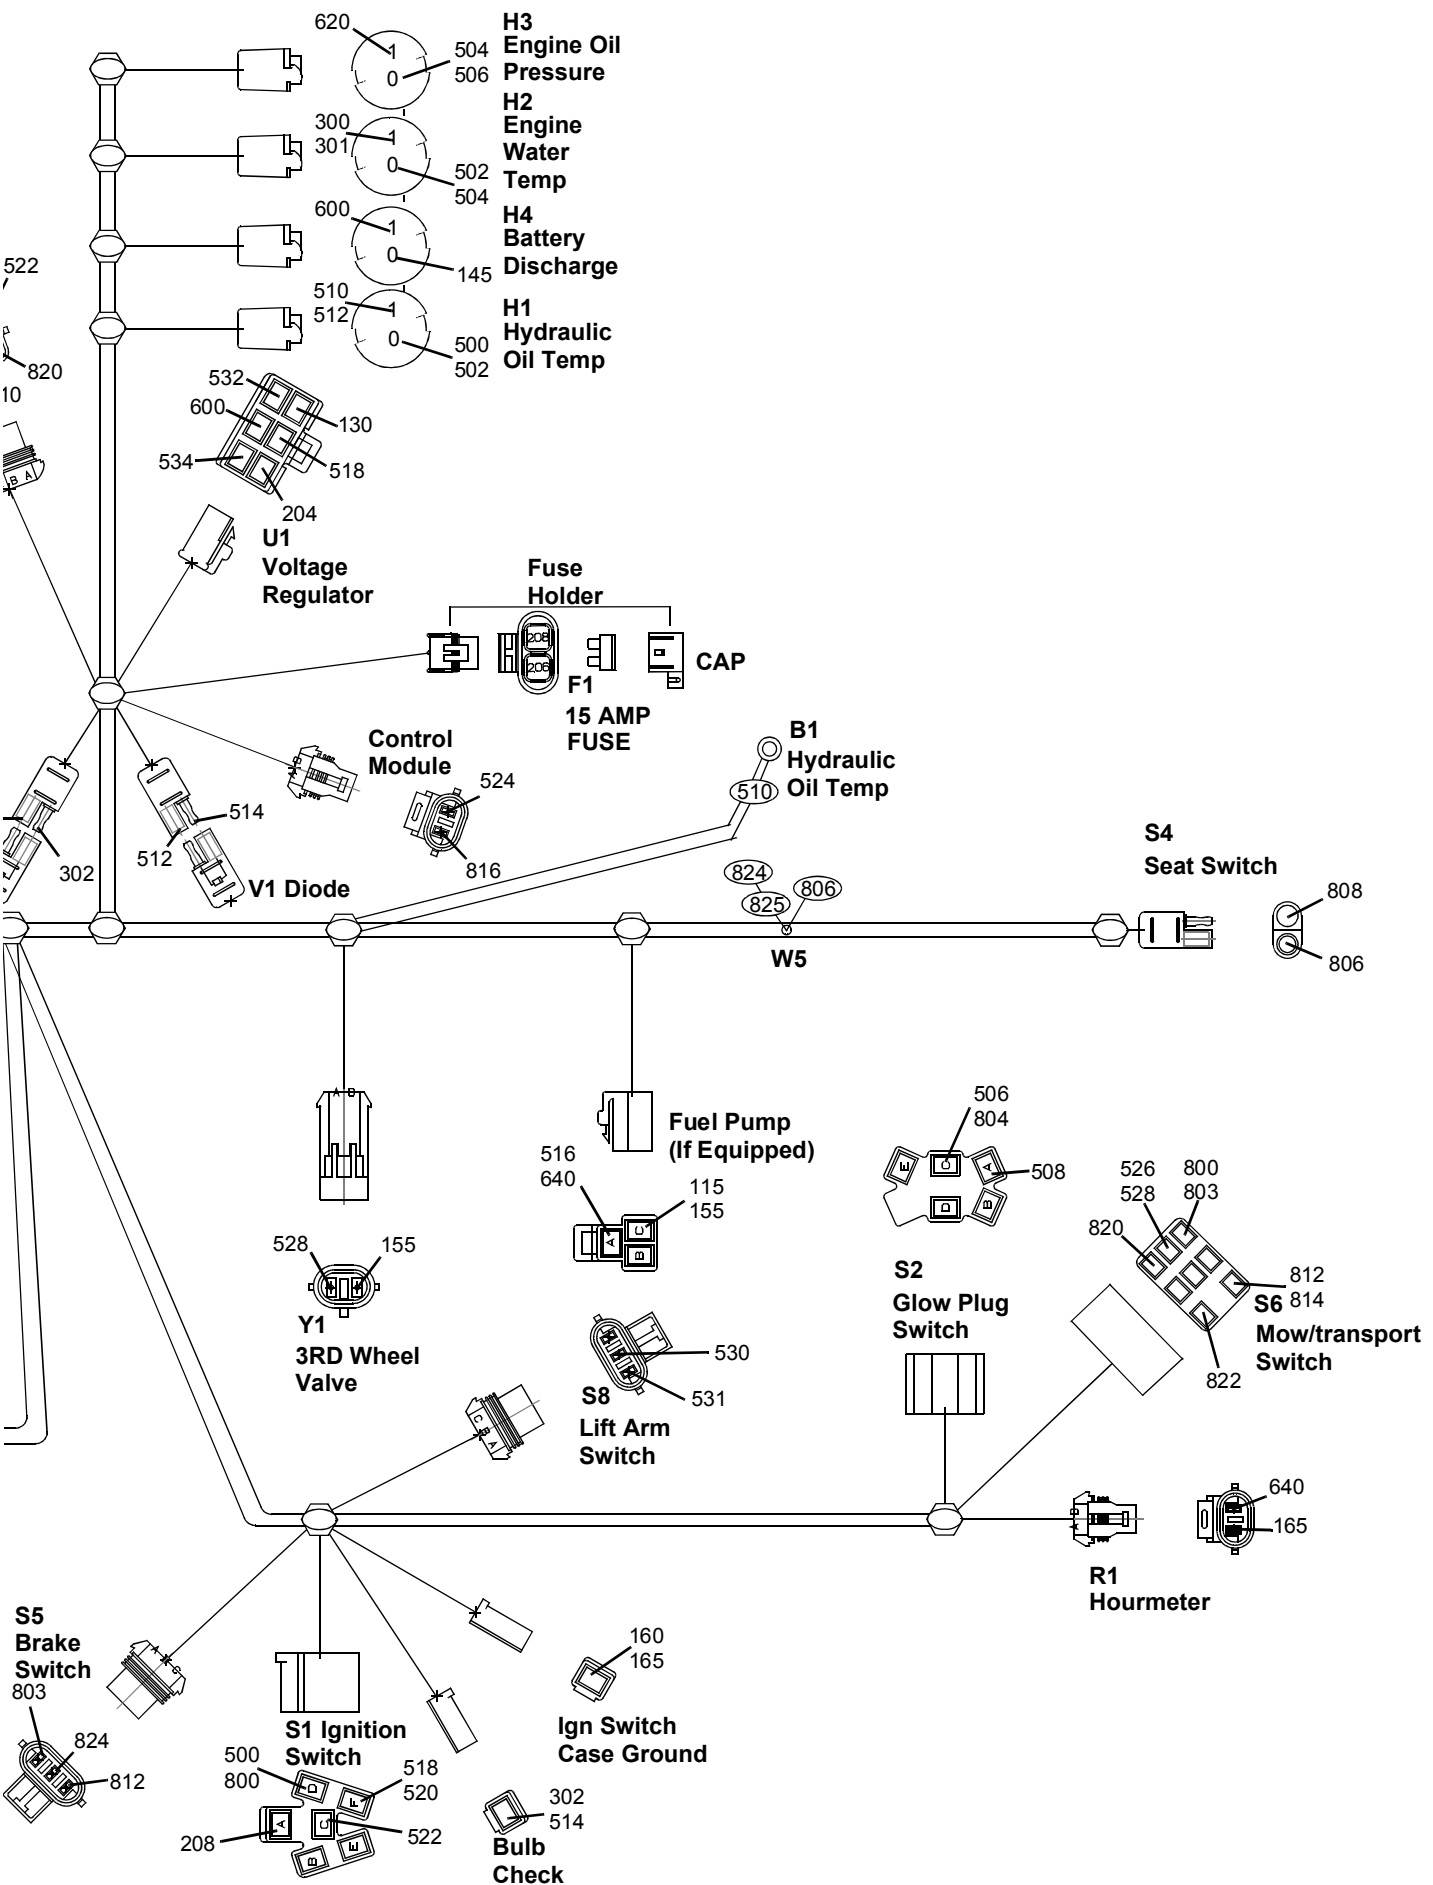 620
1
0
504
506
H3
Engine Oil
Pressure
300
301
1
0
502
504
H2
Engine
Water
Temp
600
1
0
145
H4
Battery
Discharge
510
512
1
0
500
502
H1
Hydraulic
Oil Temp
522
820
10
B A
532
600
534
130
518
204
U1
Voltage
Regulator
Fuse
Holder
208
206
CAP
F1
15 AMP
FUSE
Control
Module
A B
524
816
B1
Hydraulic
Oil Temp
510
302
514
512
V1 Diode
824
825
806
W5
S4
Seat Switch
808
806
A B
528
155
Y1
3RD Wheel
Valve
Fuel Pump
(If Equipped)
516
640
115
155
A
C
B
530
531
S8
Lift Arm
Switch
C B A
506
804
508
E
C
A
D
B
S2
Glow Plug
Switch
526
528
800
803
820
812
814
822
S6
Mow/transport
Switch
640
165
A B
R1
Hourmeter
S5
Brake
Switch
803
824
812
A
C
S1 Ignition
Switch
500
800
518
520
522
208
D
F
A
C
B
E
160
165
Ign Switch
Case Ground
302
514
Bulb
Check